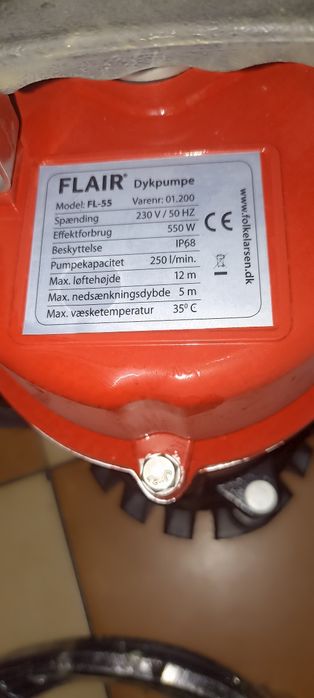 FLAIR® Dykpumpe
Model: FL-55 Varenr: 01.200
Spænding 230 V / 50 HZ
Effektforbrug 550 W
Beskyttelse IP68
Pumpekapacitet 250 l/min.
Max. løftehøjde 12 m
Max. nedsænkningsdybde 5 m
Max. væsketemperatur 35⁰ C
CE
www.folkelarsen.dk